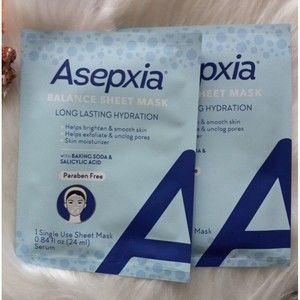 Asepxia®
BALANCE SHEET MASK
LONG LASTING HYDRATION
Helps brighten & smooth skin
Helps exfoliate & unclog pores
Skin moisturizer
WITH BAKING SODA &
SALICYLIC ACID
Paraben Free
1 Single Use Sheet Mask
0.84 fl oz (24 ml)
Serum
epxia®
SHEET MASK
HYDRATION